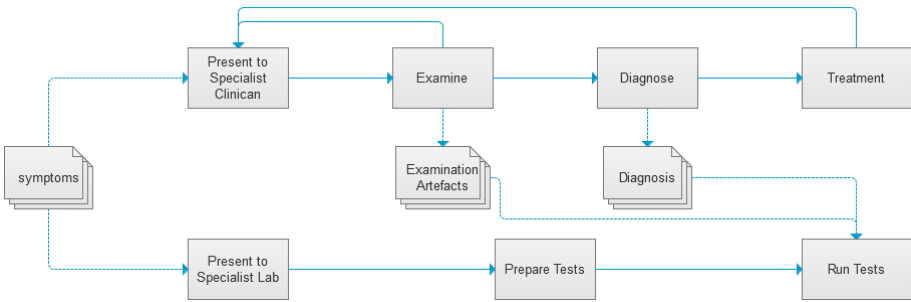 Present to
Specialist
Clinican
Examine
Diagnose
Treatment
symptoms
Examination
Artefacts
Diagnosis
Present to
Specialist Lab
Prepare Tests
Run Tests